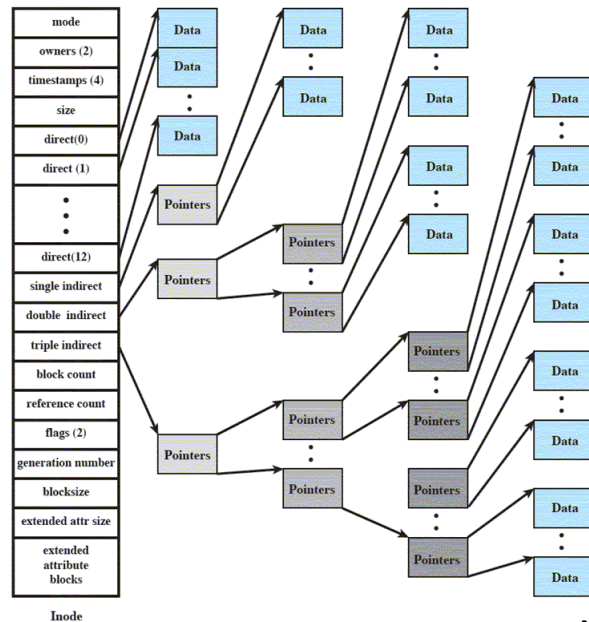 mode
owners (2)
timestamps (4)
size
direct(0)
direct (1)
direct(12)
single indirect
double indirect
triple indirect
block count
reference count
flags (2)
generation number
blocksize
extended attr size
extended
attribute
blocks
Inode
Data
Data
Data
Pointers
Pointers
Pointers
Data
Data
Pointers
Pointers
Pointers
Pointers
Data
Data
Data
Data
Pointers
Pointers
Pointers
Pointers
Data
Data
Data
Data
Data
Data
Data
Data